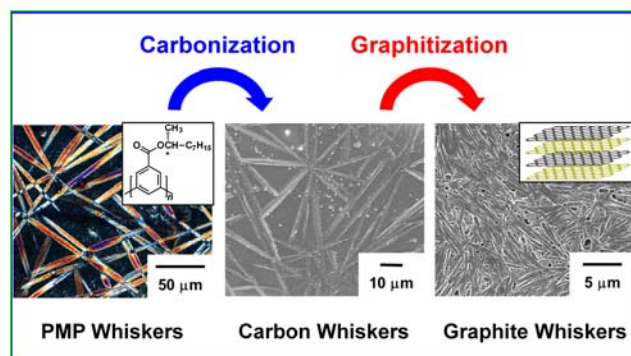 Carbonization Graphitization
CH₃
O OCH-C₇H₁₅
*
n
50 μm 10 μm 5 μm
PMP Whiskers Carbon Whiskers Graphite Whiskers